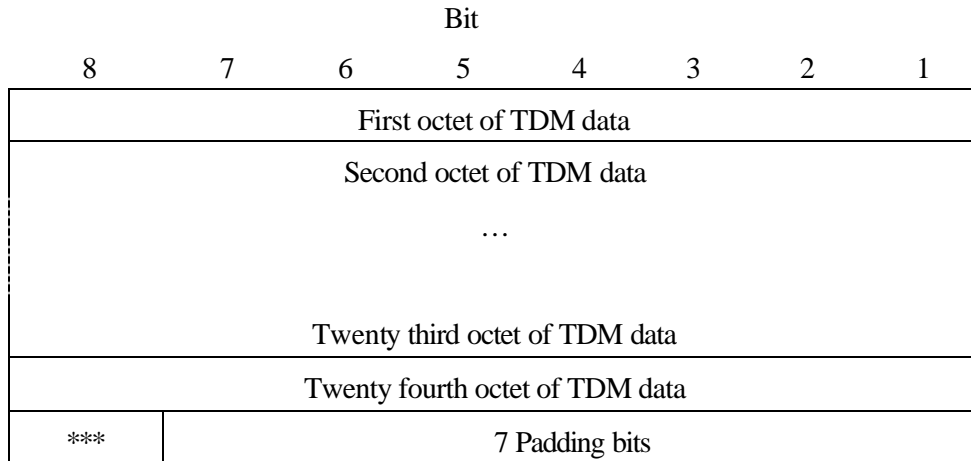 Bit
8 7 6 5 4 3 2 1
First octet of TDM data
Second octet of TDM data
…
Twenty third octet of TDM data
Twenty fourth octet of TDM data
*** 7 Padding bits